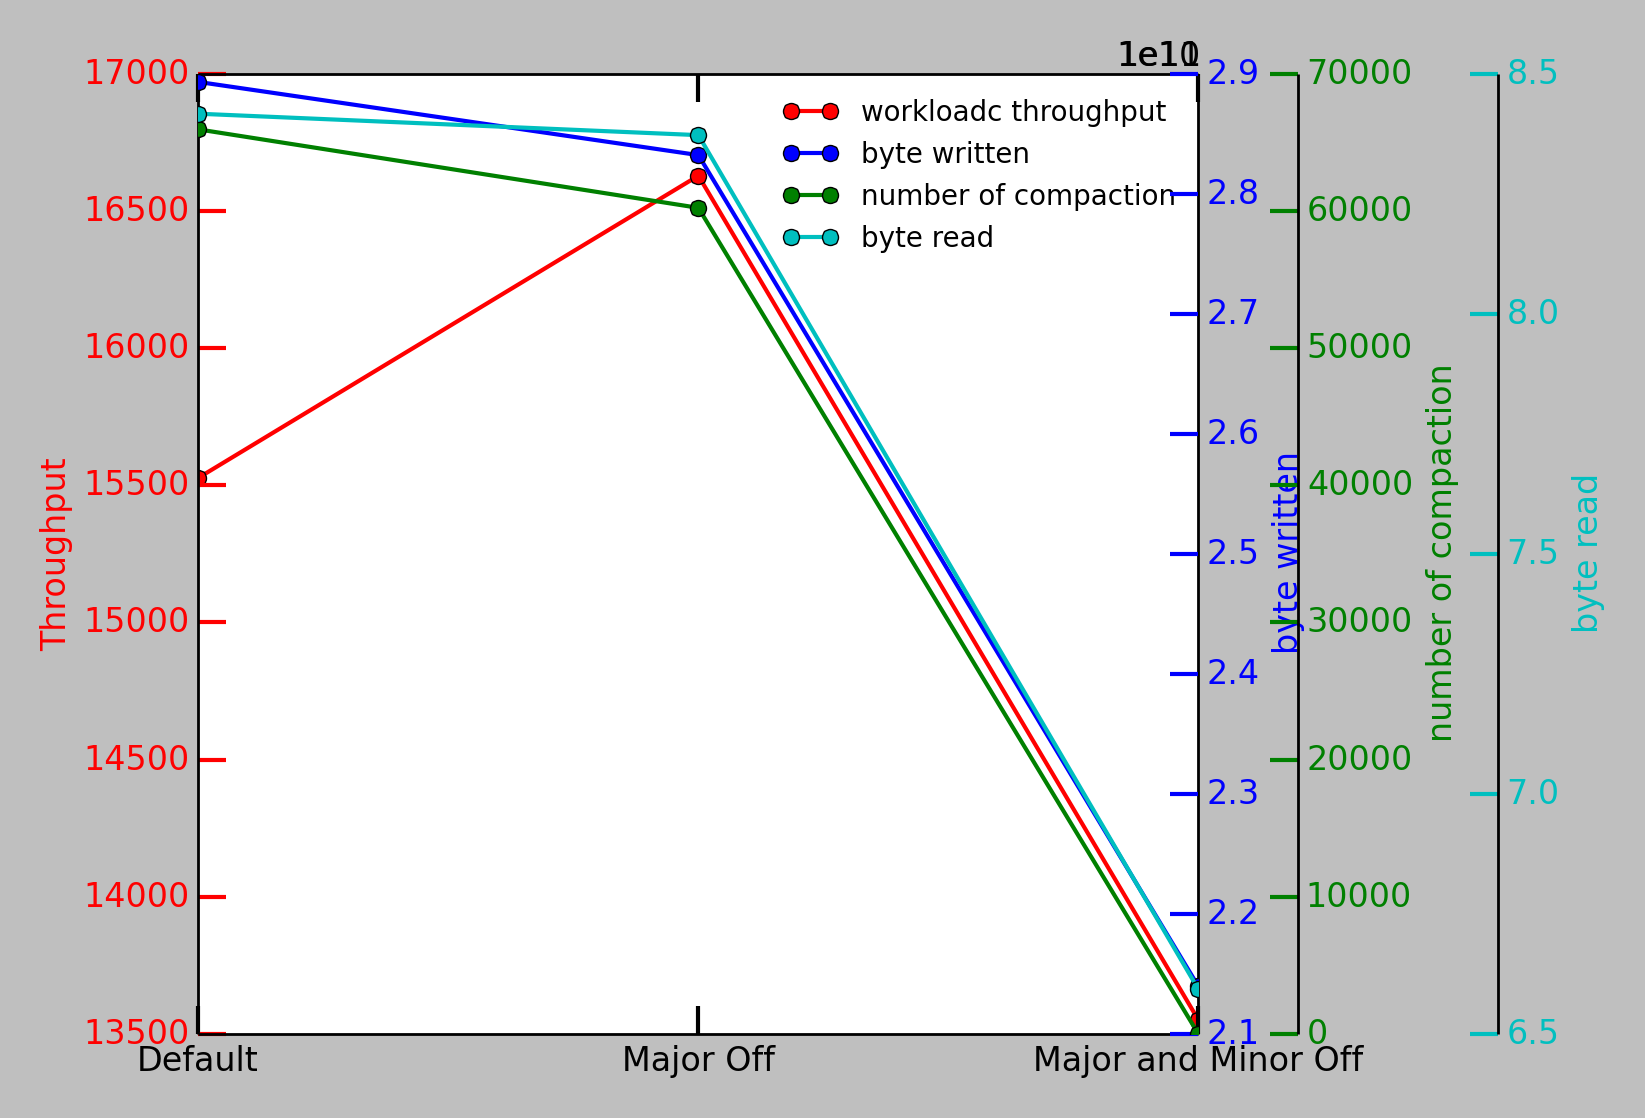 1e10
17000
16500
16000
15500
15000
14500
14000
13500
Throughput
workloadc throughput
byte written
number of compaction
byte read
2.9
2.8
2.7
2.6
2.5
2.4
2.3
2.2
2.1
byte written
70000
60000
50000
40000
30000
20000
10000
0
number of compaction
8.5
8.0
7.5
7.0
6.5
byte read
Default
Major Off
Major and Minor Off